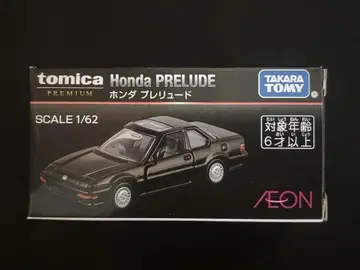 tomica Honda PRELUDE
PREMIUM ホンダ プレリュード
TAKARA TOMY
SCALE 1/62
対象年齢
6才以上
ÆON